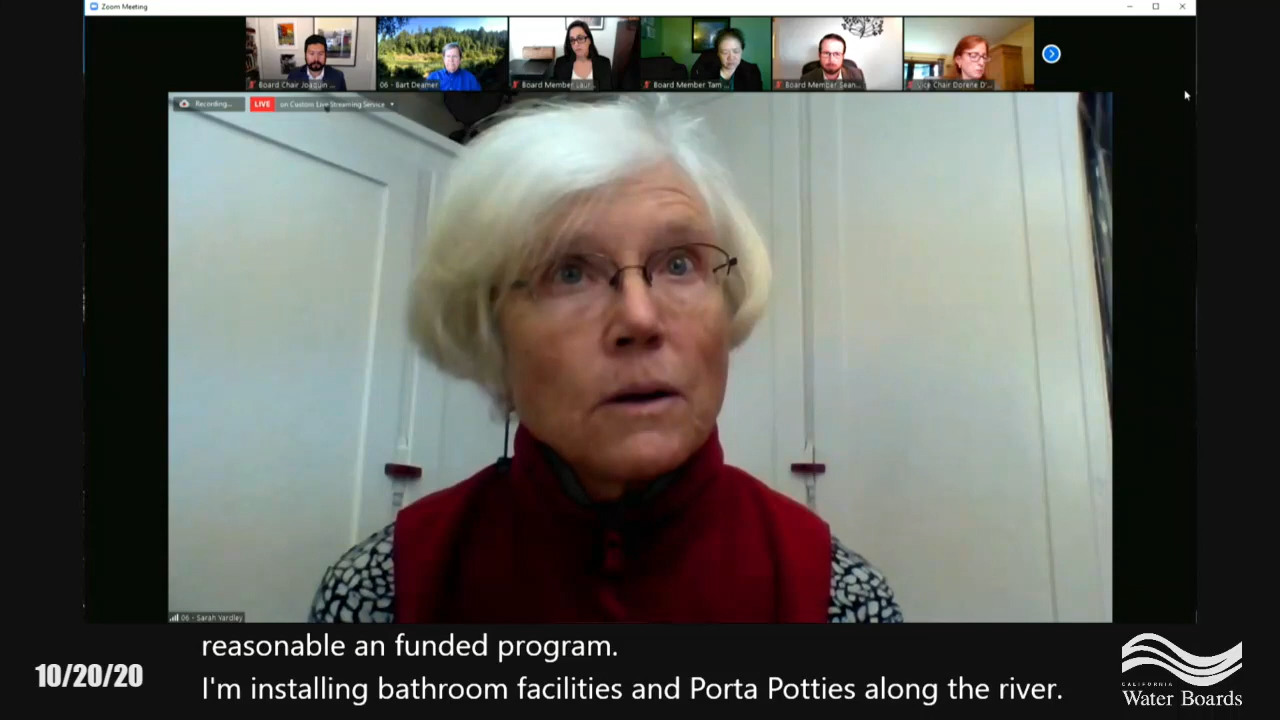 Zoom Meeting
Board Chair Joaquin ...
06 - Bart Deamer
Board Member Laur...
Board Member Tam ...
Board Member Sean...
Vice Chair Dorene D'...
Recording...
LIVE on Custom Live Streaming Service
06 - Sarah Yardley
reasonable an funded program.
I'm installing bathroom facilities and Porta Potties along the river.
10/20/20
CALIFORNIA
Water Boards